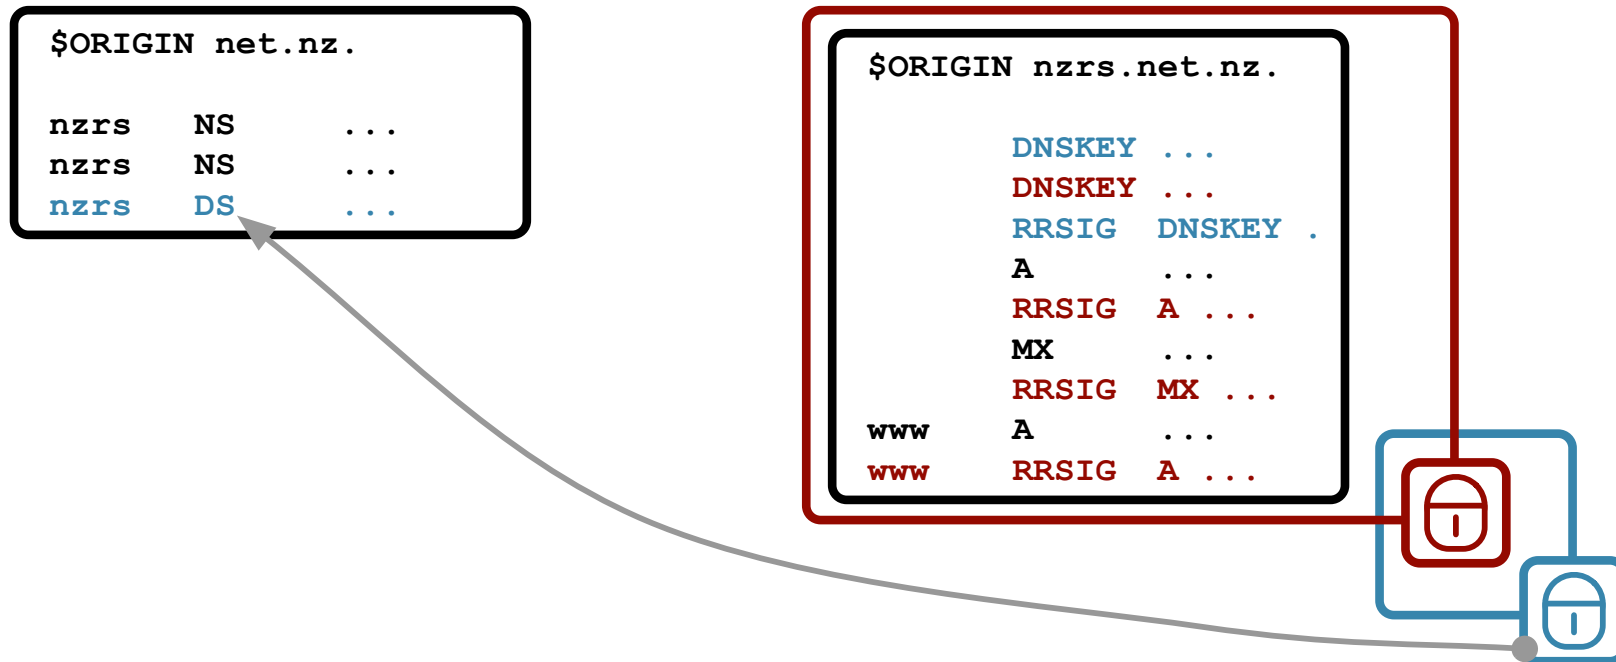 $ORIGIN net.nz.
nzrs NS ...
nzrs NS ...
nzrs DS ...
$ORIGIN nzrs.net.nz.
DNSKEY ...
DNSKEY ...
RRSIG DNSKEY .
A ...
RRSIG A ...
MX ...
RRSIG MX ...
www A ...
www RRSIG A ...